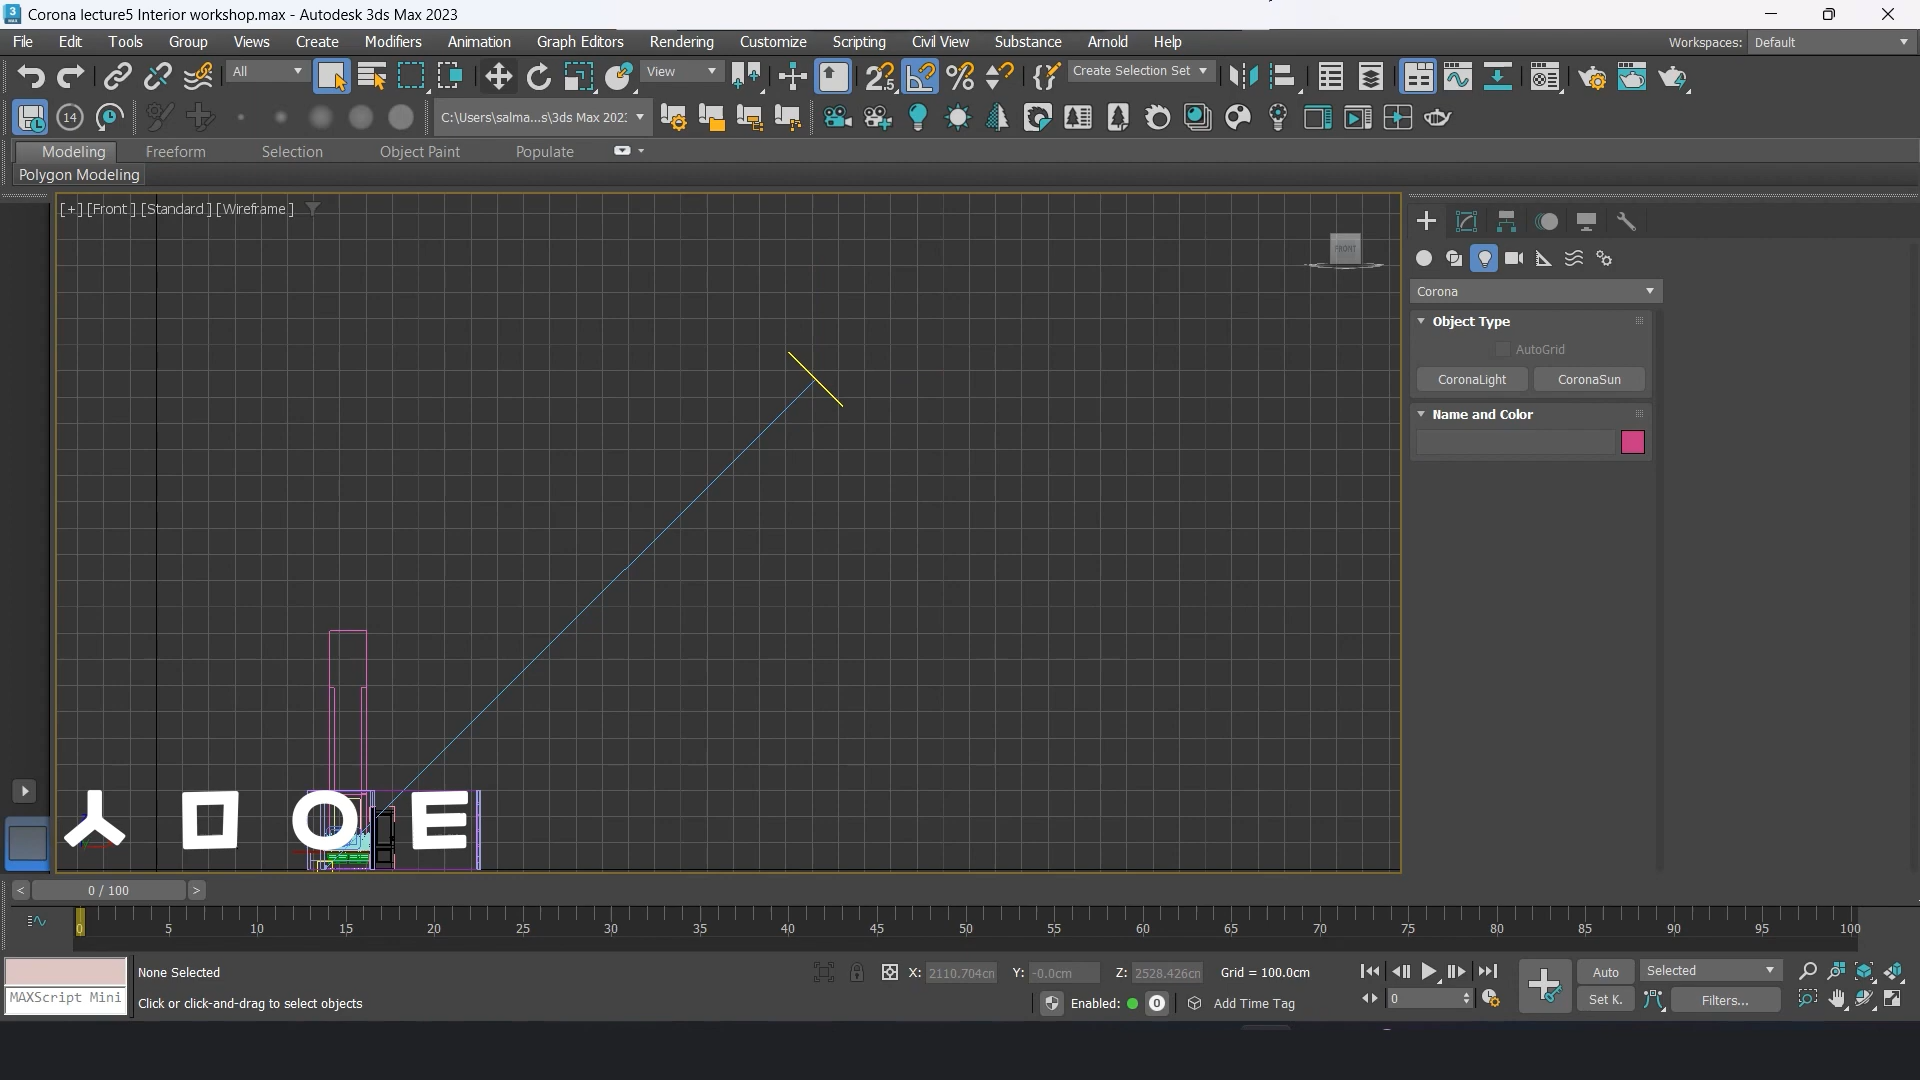 Corona lecture5 Interior workshop.max - Autodesk 3ds Max 2023
File Edit Tools Group Views Create Modifiers Animation Graph Editors Rendering Customize Scripting Civil View Substance Arnold Help Workspaces: Default
All View Create Selection Set
14 C:\Users\salma...s\3ds Max 202:
Modeling Freeform Selection Object Paint Populate
Polygon Modeling
[+] [Front ] [Standard ] [Wireframe ]
FRONT
Corona
Object Type
AutoGrid
CoronaLight CoronaSun
Name and Color
ㅅ ㅁ ㅇ ㅌ
< 0 / 100 >
0 5 10 15 20 25 30 35 40 45 50 55 60 65 70 75 80 85 90 95 100
None Selected X: 2110.704cm Y: -0.0cm Z: 2528.426cm Grid = 100.0cm Auto Selected
MAXScript Mini Click or click-and-drag to select objects Enabled: 0 Add Time Tag 0 Set K. Filters...